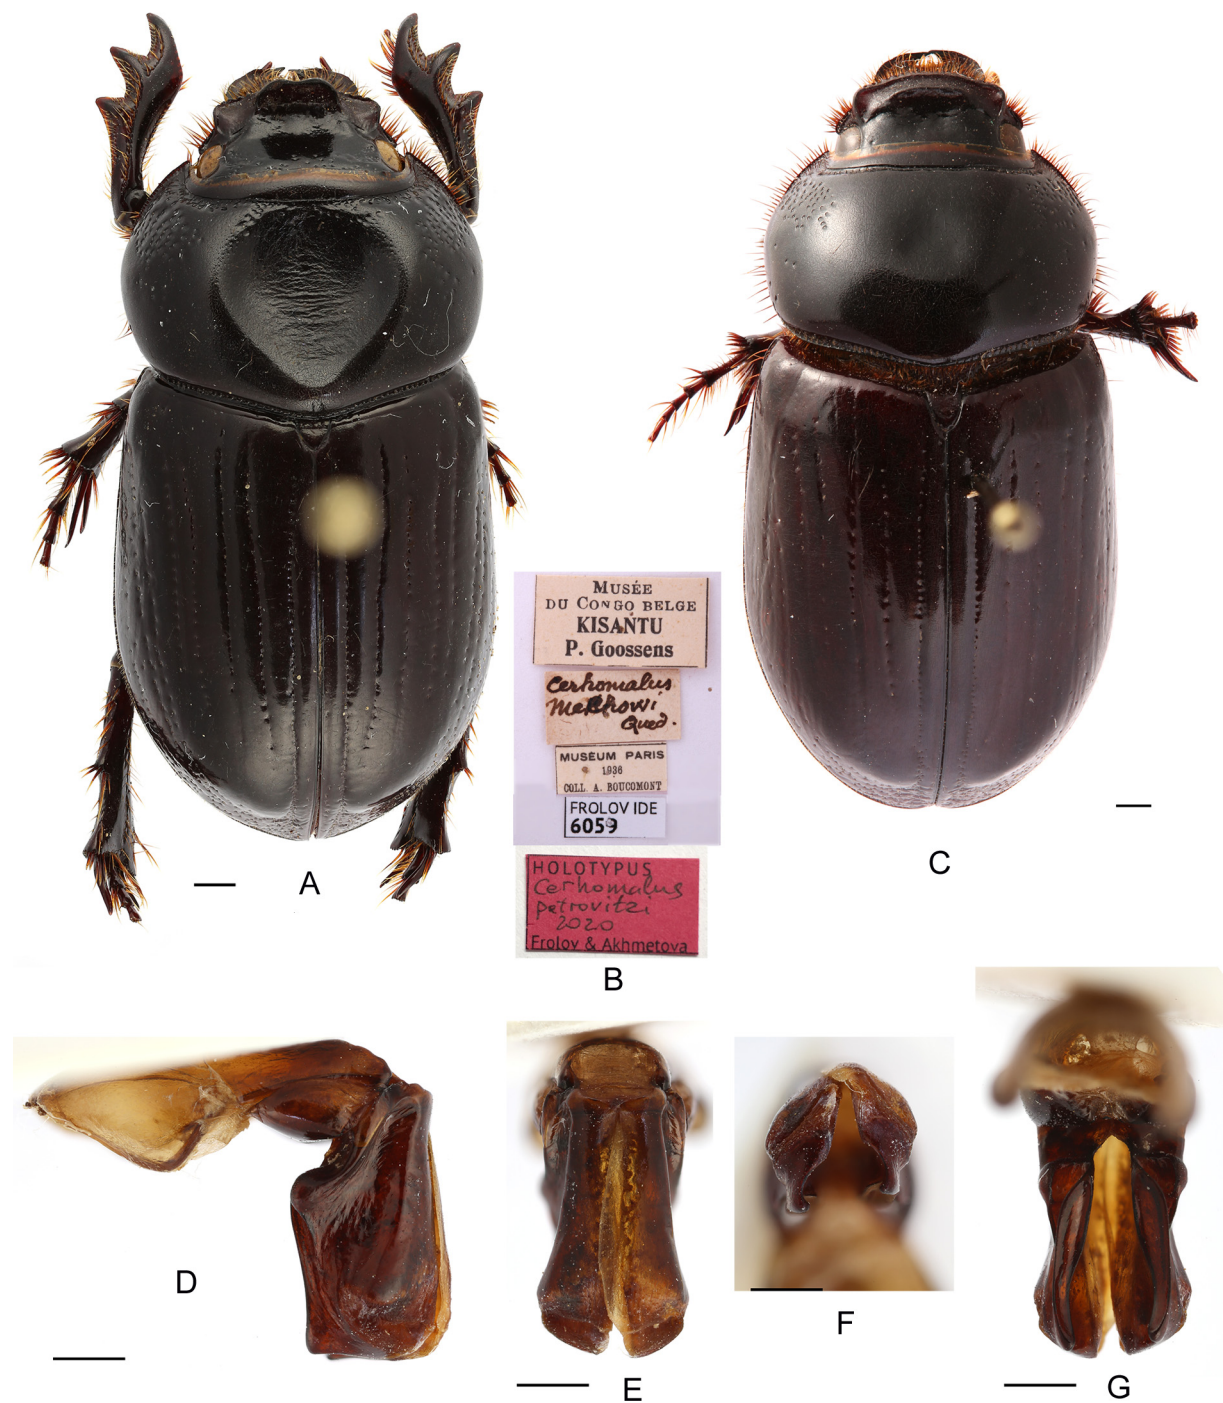 MUSÉE
DU CONGO BELGE
KISANTU
P. Goossens
Cerhomalus
Mechowi
Qued.
MUSEUM PARIS
1936
COLL. A. BOUCOMONT
FROLOV IDE
6059
HOLOTYPUS
Cerhomalus
petrovitzi
2020
Frolov & Akhmetova
A
B
C
D
E
F
G